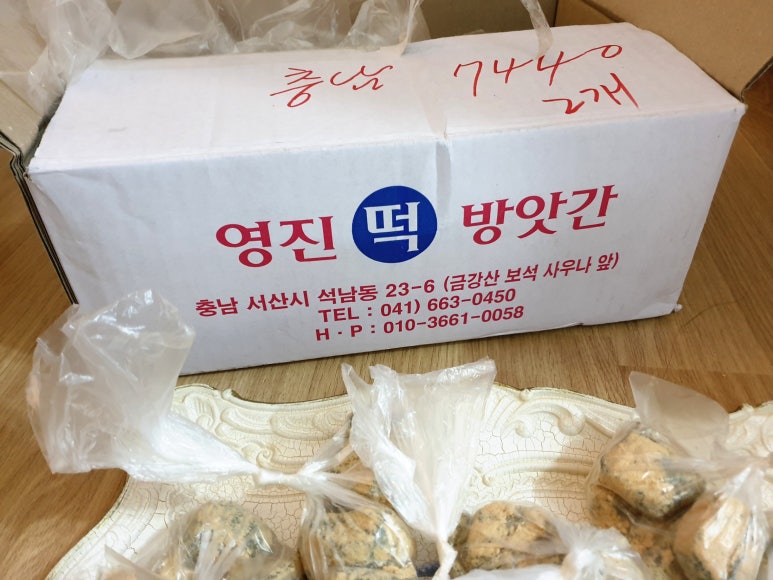 충남 7440
2개
영진 떡 방앗간
충남 서산시 석남동 23-6 (금강산 보석 사우나 앞)
TEL : 041) 663-0450
H · P : 010-3661-0058